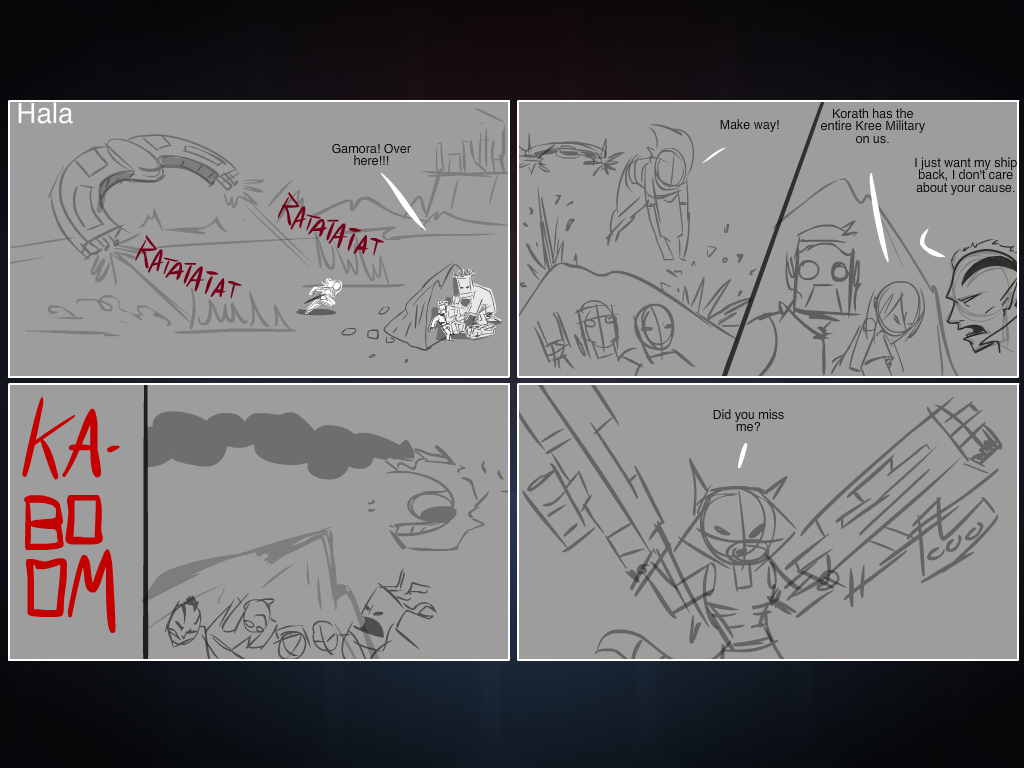 Hala
Gamora! Over
here!!!
RATATATAT
RATATATAT
Make way!
Korath has the
entire Kree Military
on us.
I just want my ship
back, I don't care
about your cause.
KA-
BO
OM
Did you miss
me?